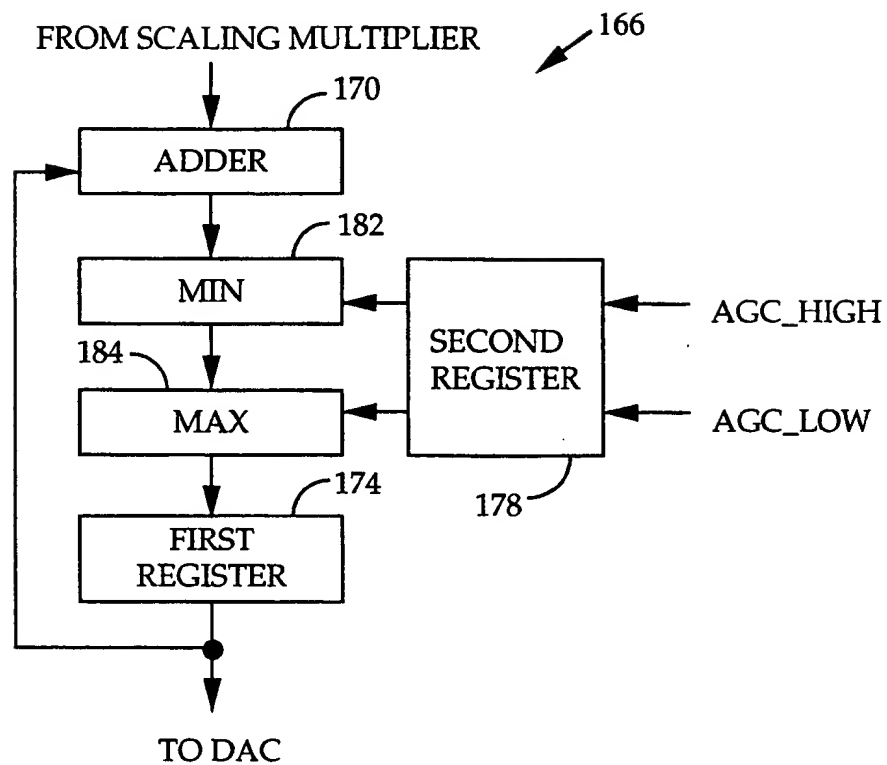 FROM SCALING MULTIPLIER
166
170
ADDER
182
MIN
AGC_HIGH
SECOND
REGISTER
184
MAX
AGC_LOW
174
178
FIRST
REGISTER
TO DAC